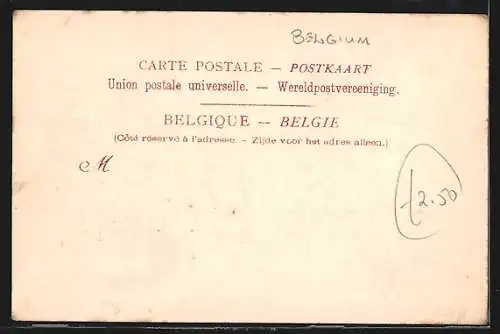 BELGIUM
CARTE POSTALE — POSTKAART
Union postale universelle. — Wereldpostvereeniging.
BELGIQUE — BELGIE
(Côté réservé à l'adresse. - Zijde voor het adres alleen.)
M
£2.50